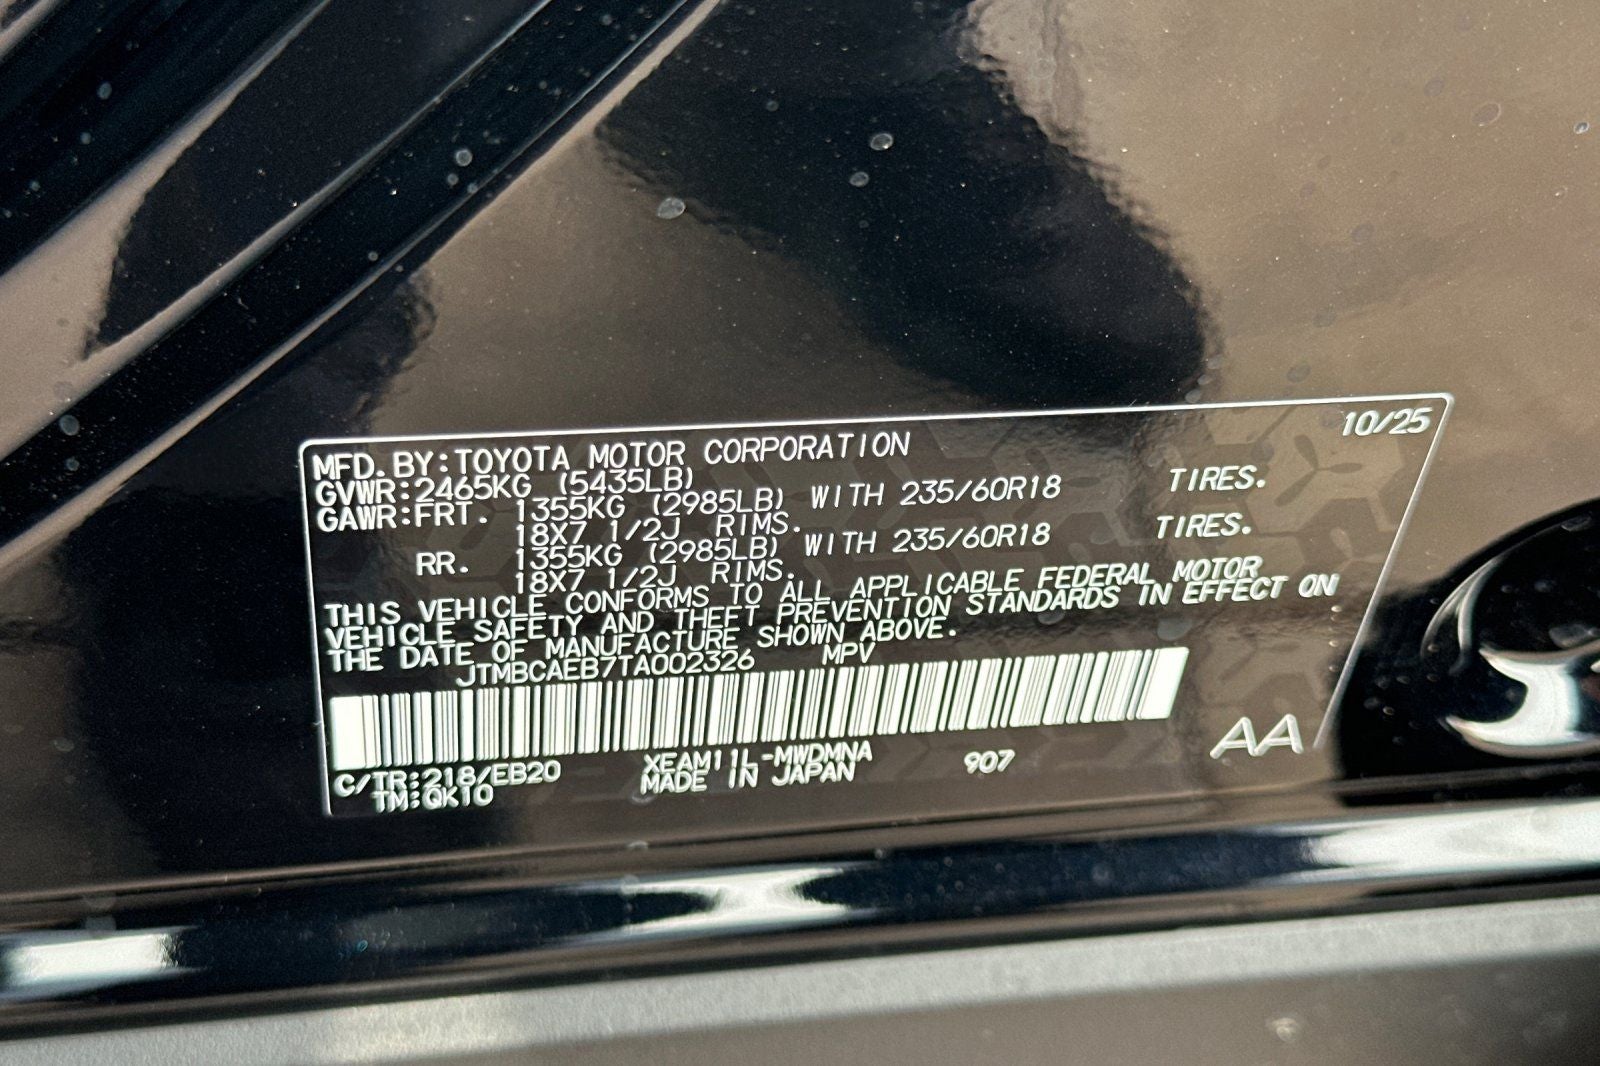 10/25
MFD.BY:TOYOTA MOTOR CORPORATION
GVWR:2465KG (5435LB)
GAWR:FRT. 1355KG (2985LB) WITH 235/60R18 TIRES.
18X7 1/2J RIMS.
RR. 1355KG (2985LB) WITH 235/60R18 TIRES.
18X7 1/2J RIMS.
THIS VEHICLE CONFORMS TO ALL APPLICABLE FEDERAL MOTOR
VEHICLE SAFETY AND THEFT PREVENTION STANDARDS IN EFFECT ON
THE DATE OF MANUFACTURE SHOWN ABOVE.
JTMBCAEB7TA002326 MPV
C/TR:218/EB20 XEAM11L-MWDMNA 907 AA
TM:QK10 MADE IN JAPAN